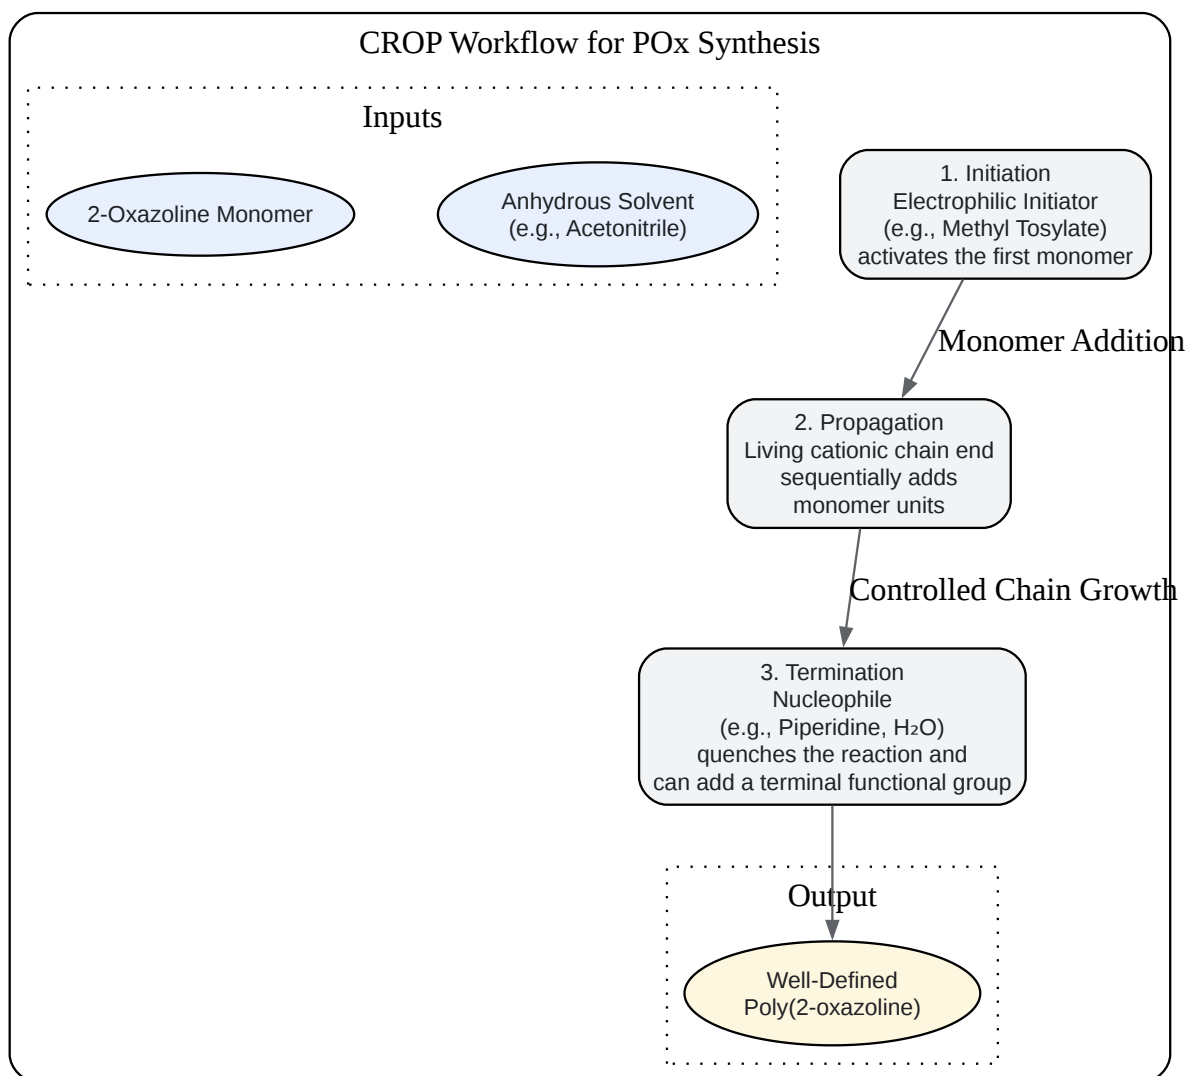 CROP Workflow for POx Synthesis
Inputs
2-Oxazoline Monomer
Anhydrous Solvent
(e.g., Acetonitrile)
1. Initiation
Electrophilic Initiator
(e.g., Methyl Tosylate)
activates the first monomer
Monomer Addition
2. Propagation
Living cationic chain end
sequentially adds
monomer units
Controlled Chain Growth
3. Termination
Nucleophile
(e.g., Piperidine, H₂O)
quenches the reaction and
can add a terminal functional group
Output
Well-Defined
Poly(2-oxazoline)